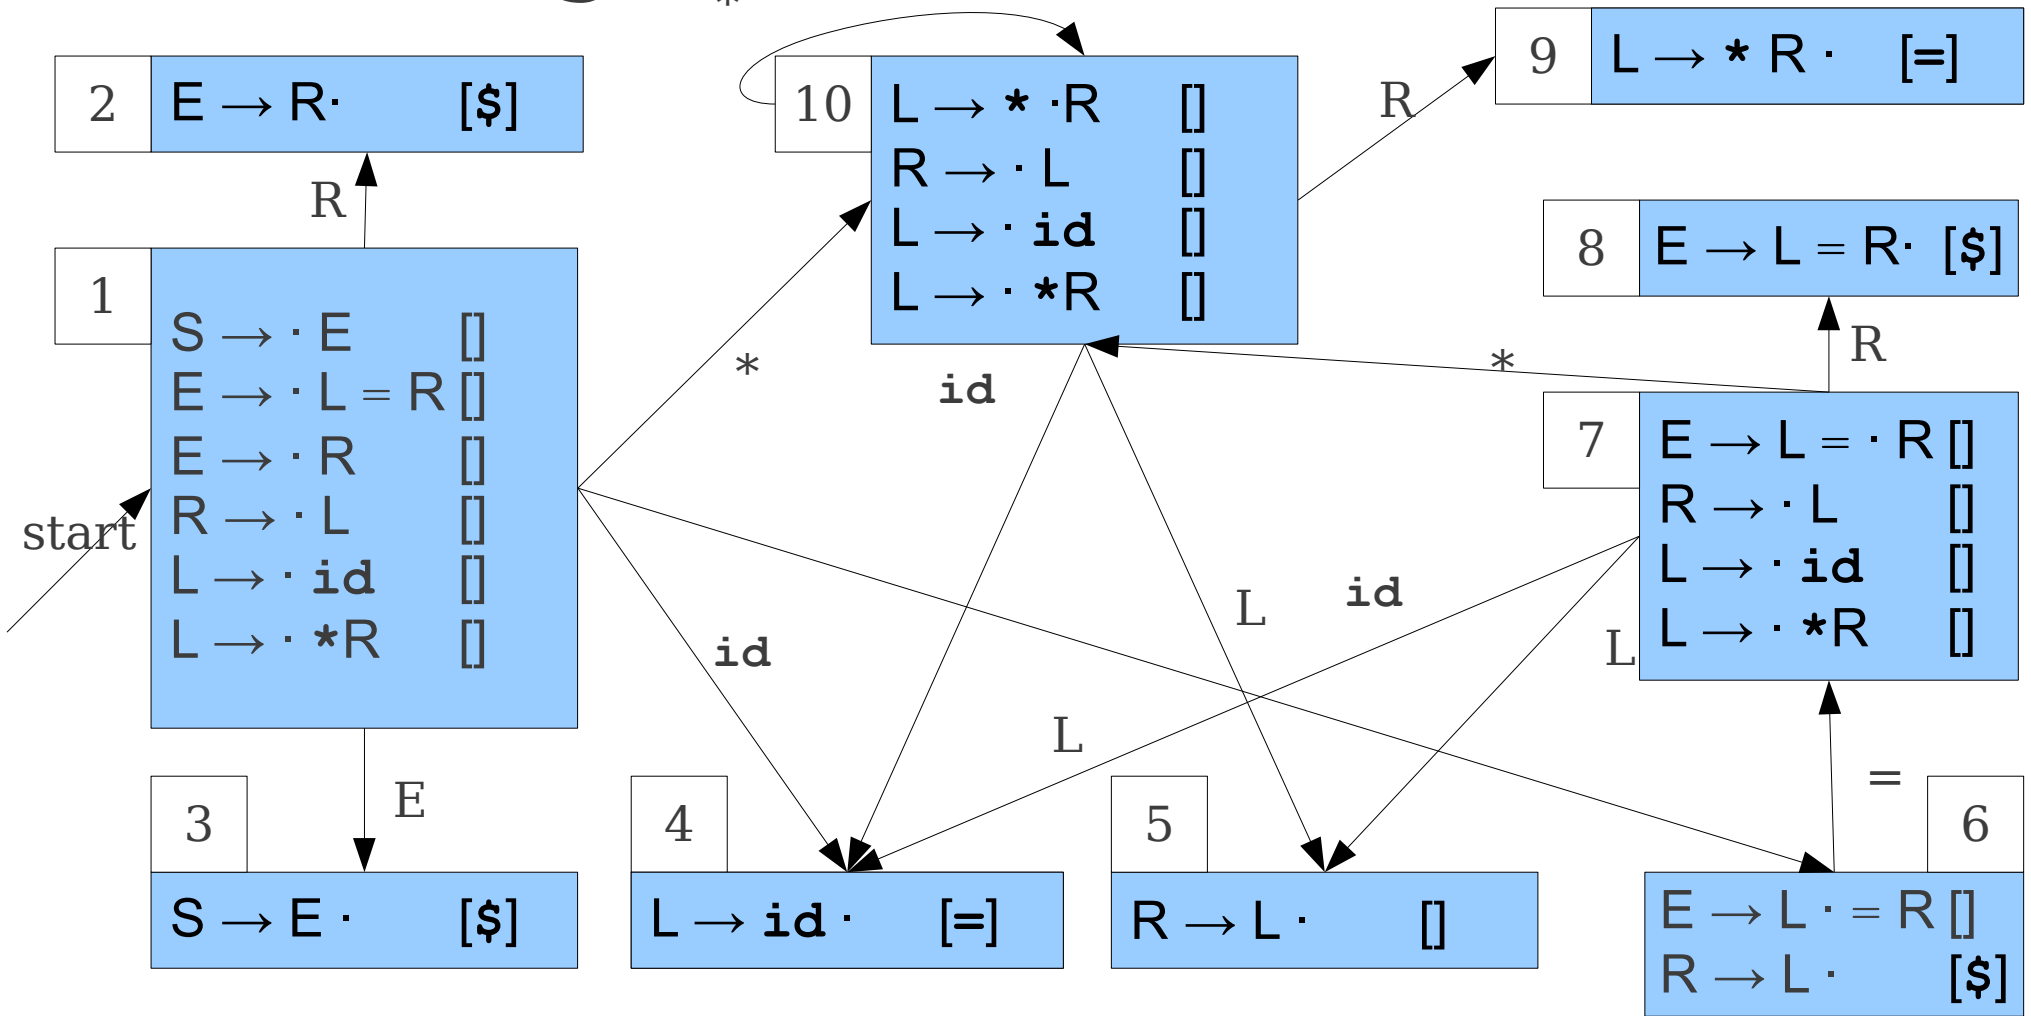 *
2
E → R· [$]
R
1
S → · E []
E → · L = R []
E → · R []
R → · L []
L → · id []
L → · *R []
start
E
3
S → E · [$]
10
L → * ·R []
R → · L []
L → · id []
L → · *R []
*
id
id
L
4
L → id · [=]
L
id
5
R → L · []
R
9
L → * R · [=]
8
E → L = R· [$]
R
*
7
E → L = · R []
R → · L []
L → · id []
L → · *R []
L
=
6
E → L · = R []
R → L · [$]